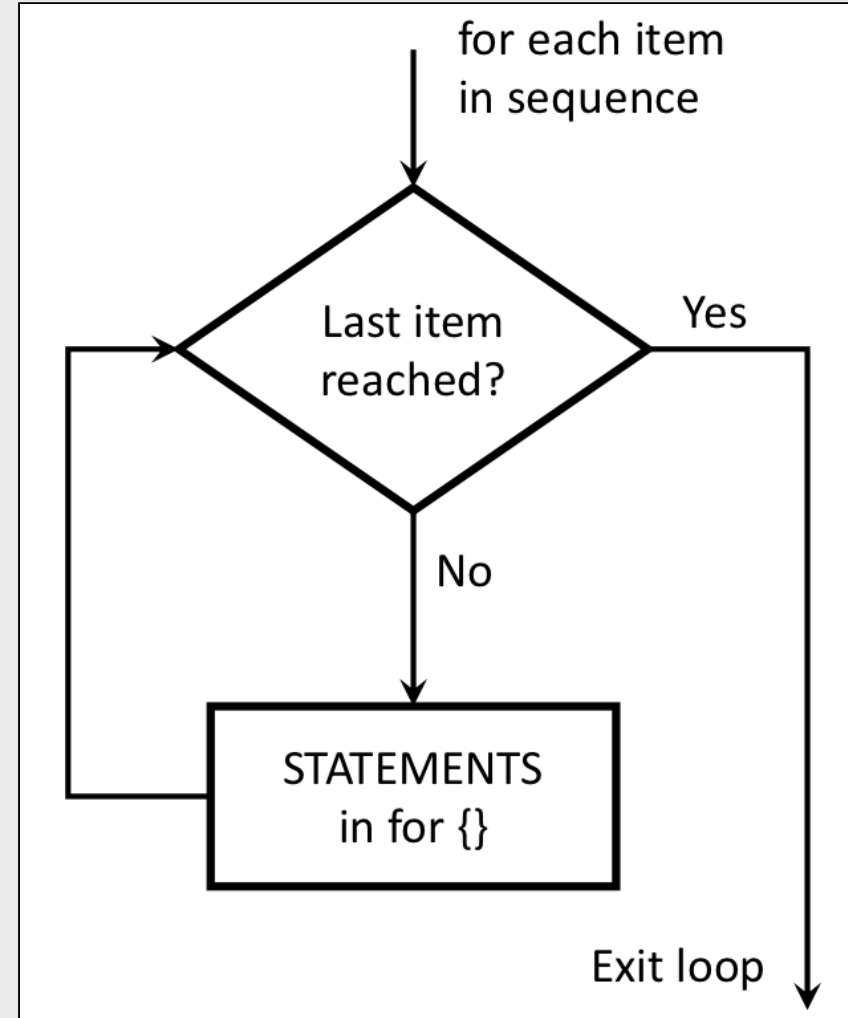 for each item
in sequence
Last item
reached?
Yes
No
STATEMENTS
in for {}
Exit loop